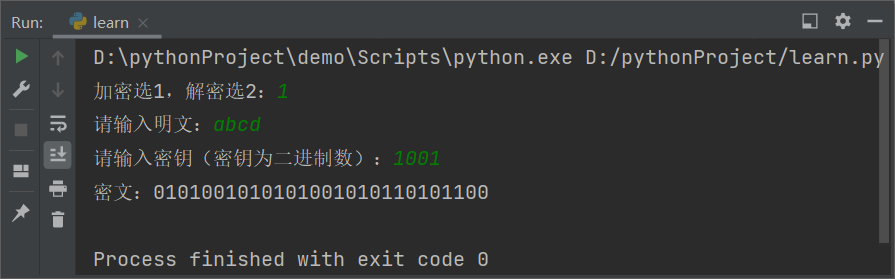 Run: learn
D:\pythonProject\demo\Scripts\python.exe D:/pythonProject/learn.py
加密选1，解密选2：1
请输入明文：abcd
请输入密钥（密钥为二进制数）：1001
密文：0101001010101001010110101100
Process finished with exit code 0